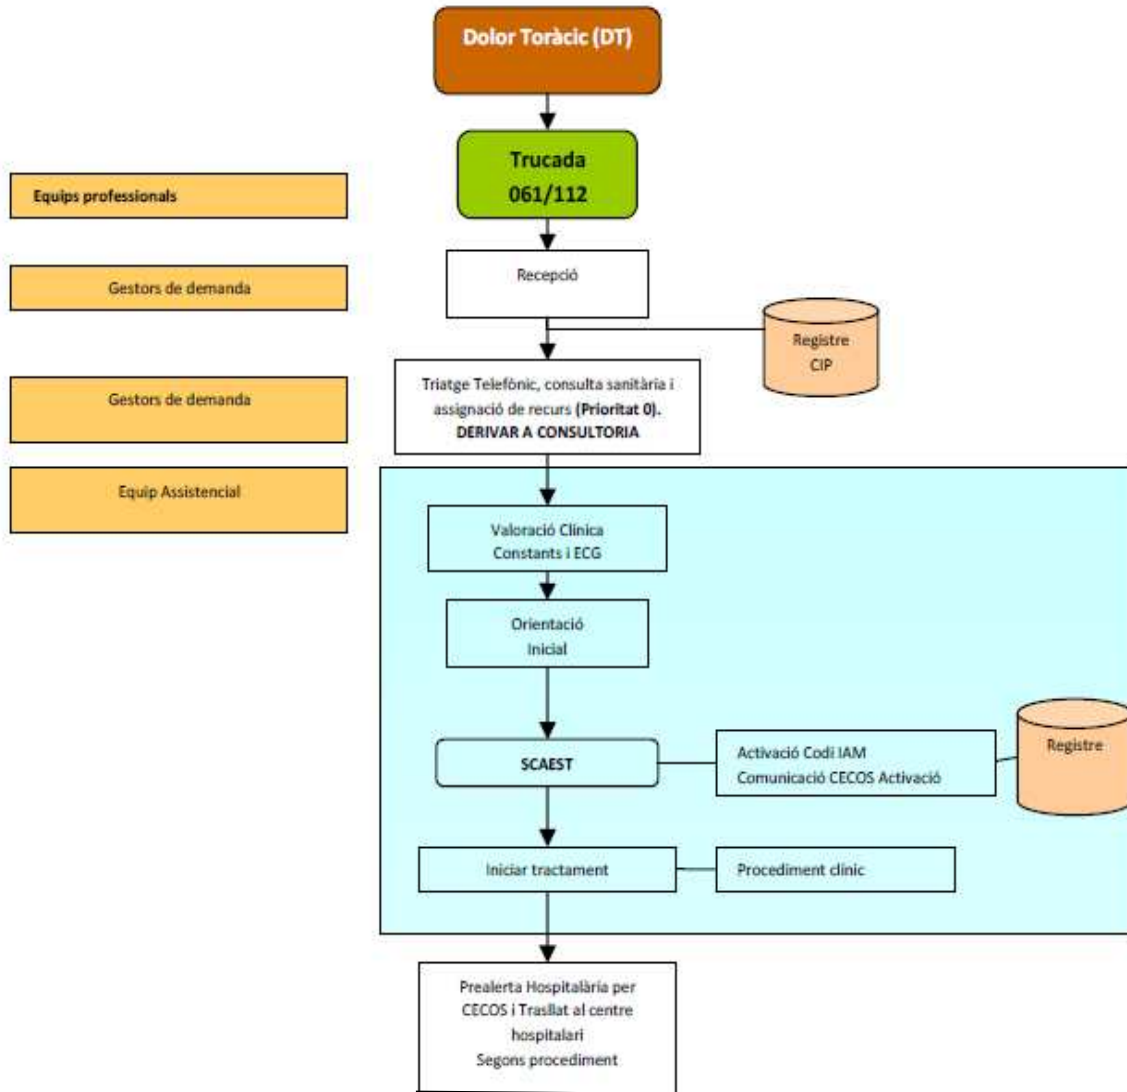 Dolor Toràcic (DT)
Trucada
061/112
Equips professionals
Recepció
Gestors de demanda
Registre
CIP
Triatge Telefònic, consulta sanitària i
assignació de recurs (Prioritat 0).
DERIVAR A CONSULTORIA
Gestors de demanda
Equip Assistencial
Valoració Clínica
Constants i ECG
Orientació
Inicial
SCAEST
Activació Codi IAM
Comunicació CECOS Activació
Registre
Iniciar tractament
Procediment clínic
Prealerta Hospitalària per
CECOS i Trasllat al centre
hospitalari
Segons procediment